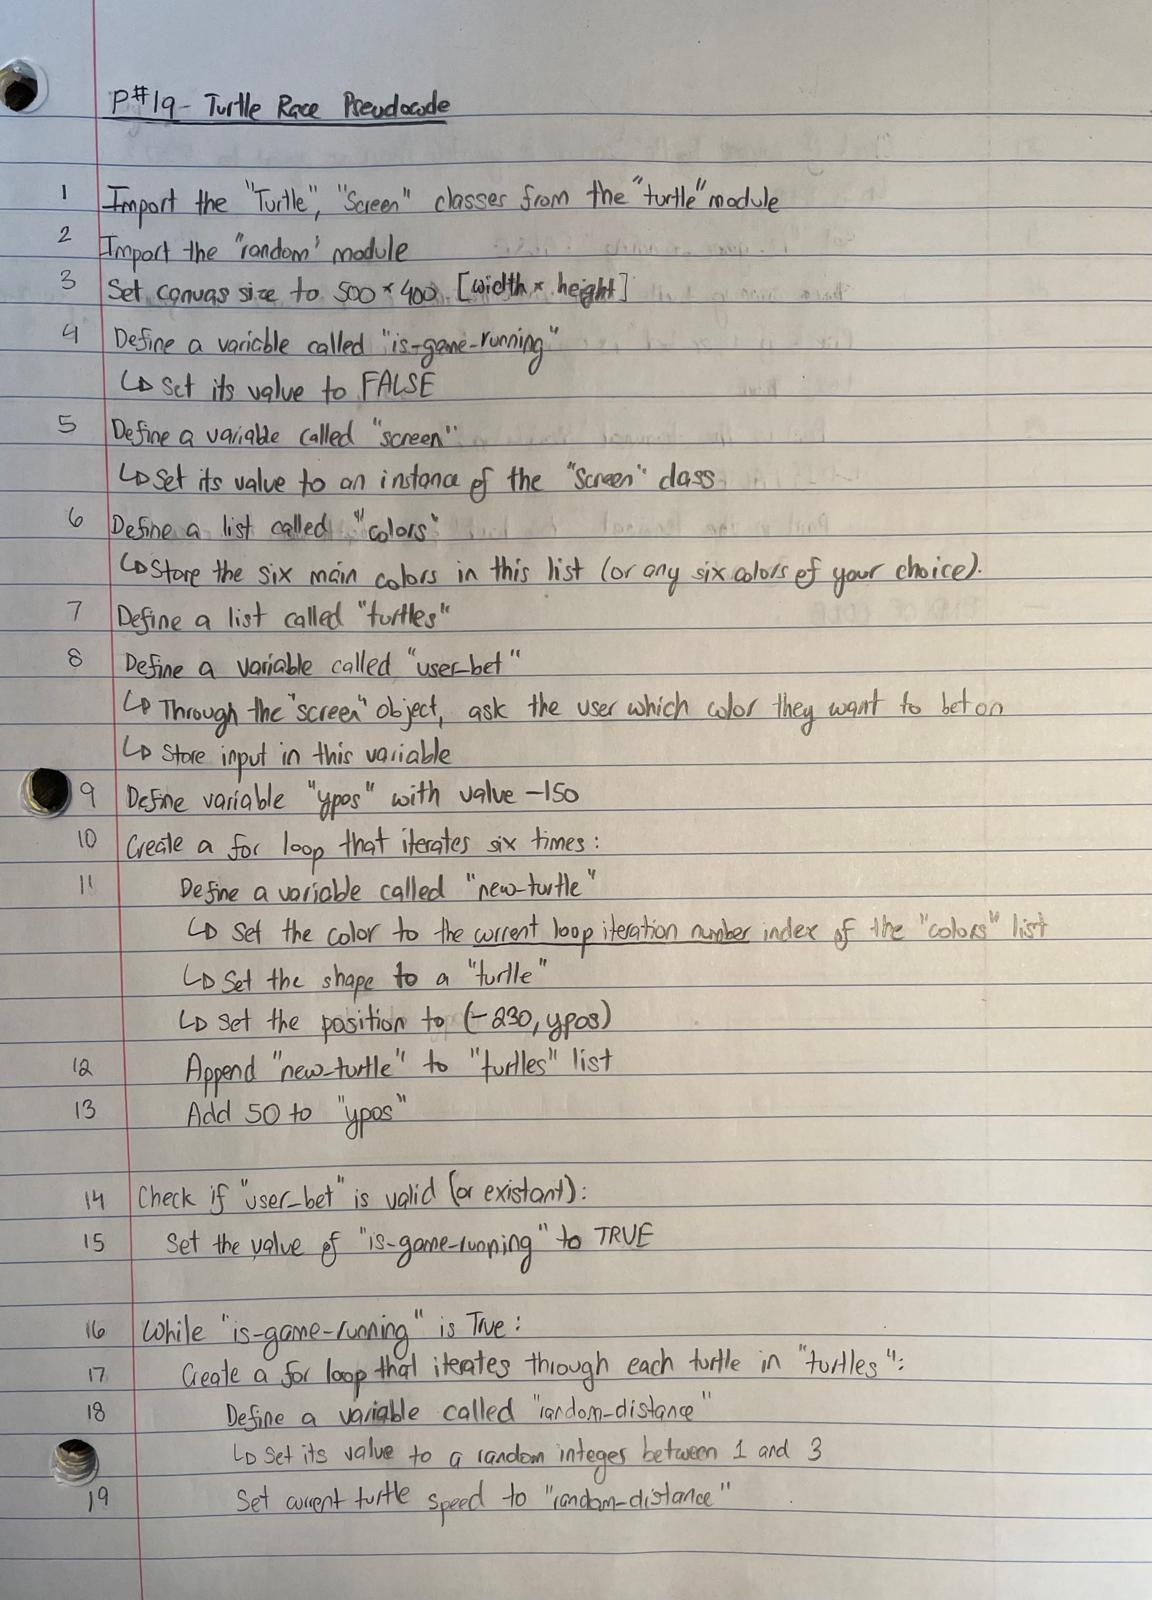 P#19- Turtle Race Pseudocode
1 Import the "Turtle", "Screen" classes from the "turtle" module
2 Import the "random' module
3 Set canvas size to 500 x 400 [width x height]
4 Define a variable called "is-game-running"
↳ Set its value to FALSE
5 Define a variable called "screen"
↳ Set its value to an instance of the "Screen" class
6 Define a list called "colors"
↳ Store the six main colors in this list (or any six colors of your choice).
7 Define a list called "turtles"
8 Define a variable called "user_bet"
↳ Through the "screen" object, ask the user which color they want to bet on
↳ Store input in this variable
9 Define variable "ypos" with value -150
10 Create a for loop that iterates six times:
11 Define a variable called "new-turtle"
↳ Set the color to the current loop iteration number index of the "colors" list
↳ Set the shape to a "turtle"
↳ Set the position to (-230, ypos)
12 Append "new-turtle" to "turtles" list
13 Add 50 to "ypos"
14 Check if "user_bet" is valid (or existant):
15 Set the value of "is-game-running" to TRUE
16 While "is-game-running" is True:
17 Create a for loop that iterates through each turtle in "turtles":
18 Define a variable called "random-distance"
↳ Set its value to a random integer between 1 and 3
19 Set current turtle speed to "random-distance"